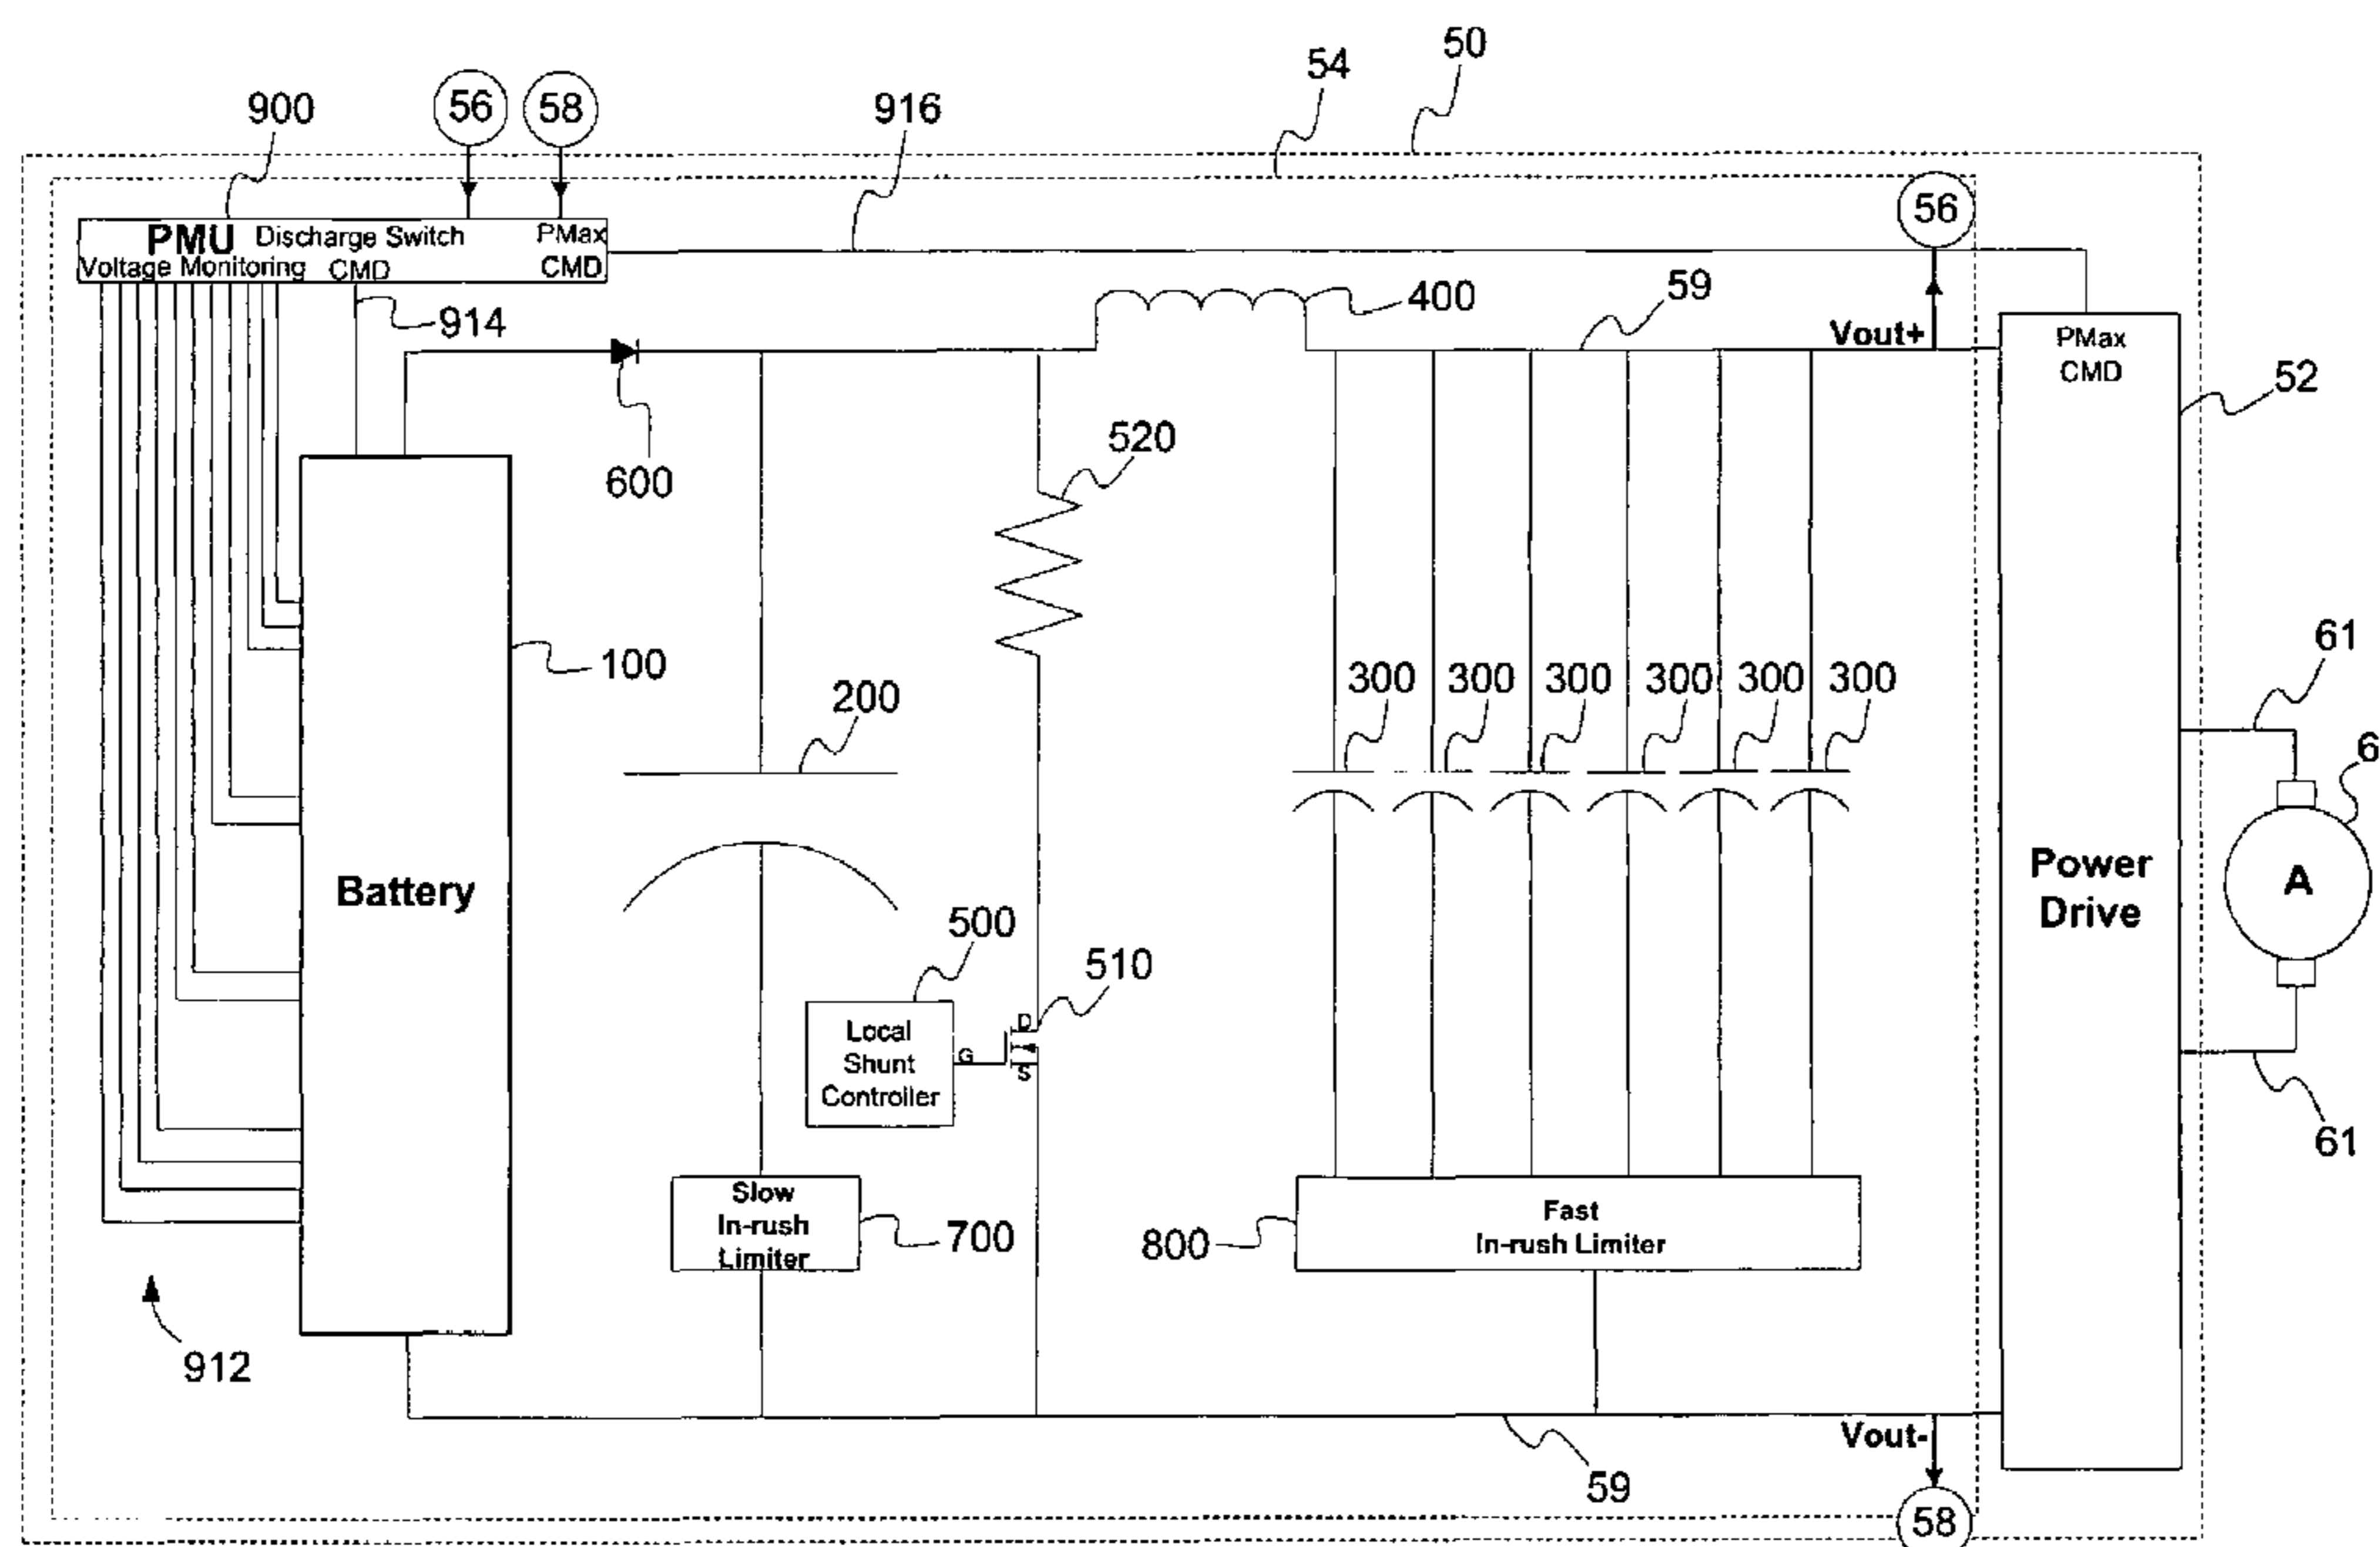 50
54
900
56
58
916
56
PMU Discharge Switch
PMax
Voltage Monitoring
CMD
CMD
914
400
59
Vout+
PMax
CMD
52
600
520
100
200
300
300
300
300
300
300
61
6
Battery
Power
Drive
A
500
510
Local
Shunt
Controller
D
G
S
61
Slow
In-rush
Limiter
700
800
Fast
In-rush Limiter
912
Vout-
59
58